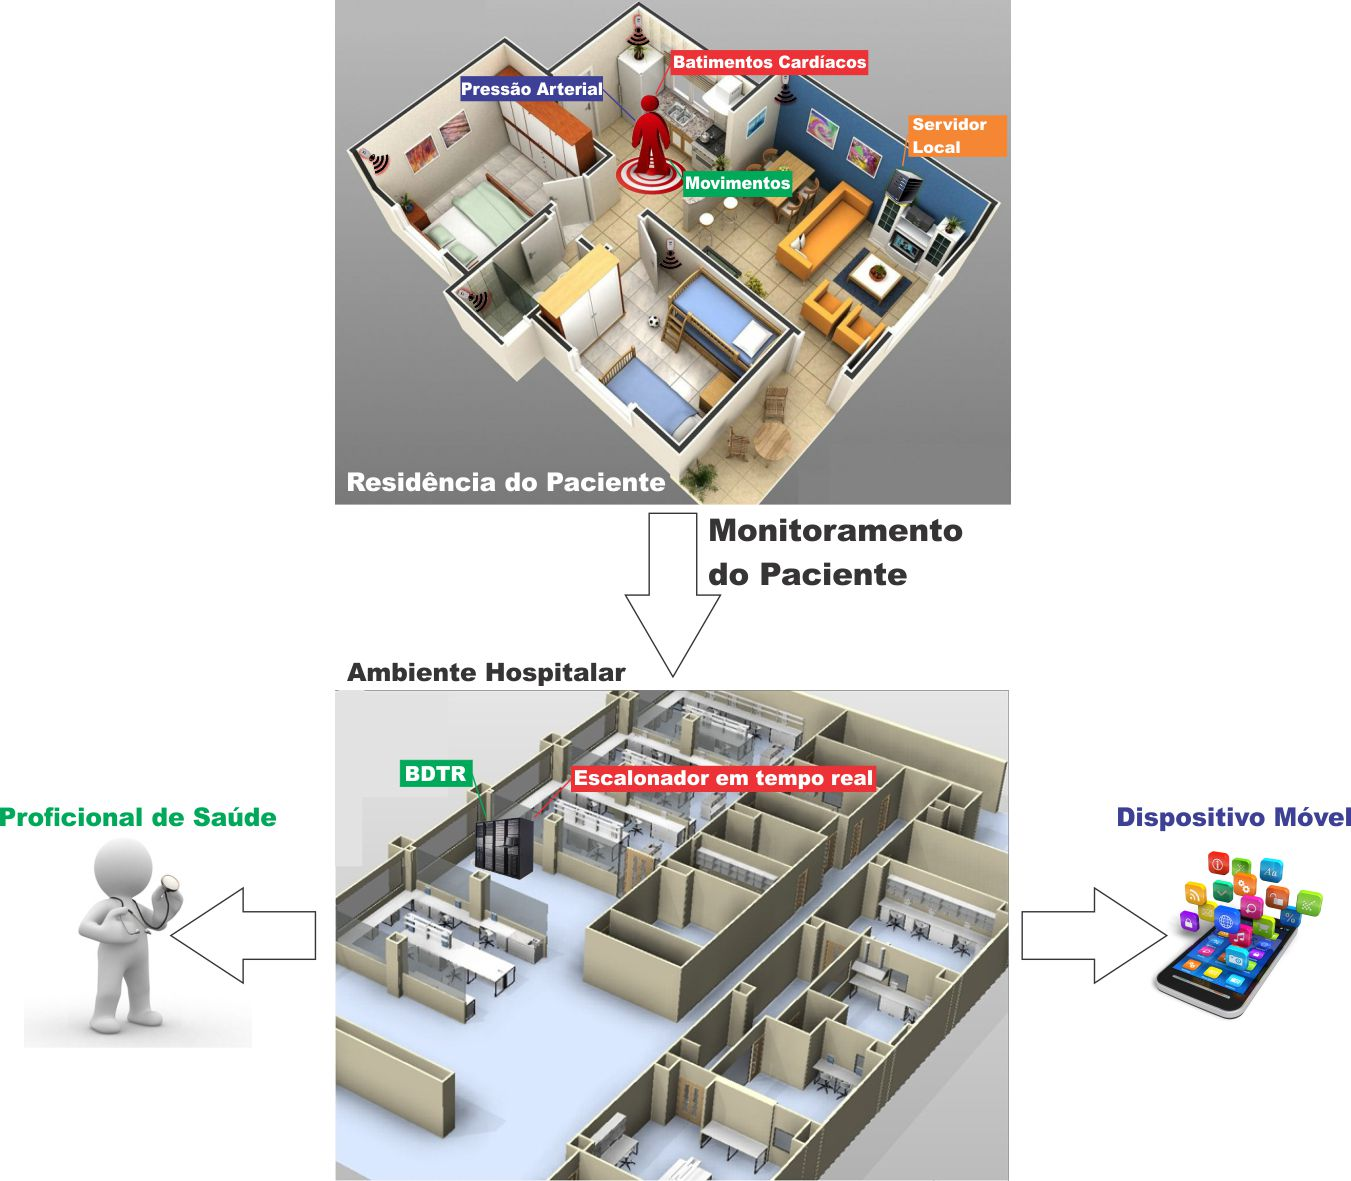 Batimentos Cardíacos
Pressão Arterial
Servidor
Local
Movimentos
Residência do Paciente
Monitoramento
do Paciente
Ambiente Hospitalar
BDTR
Escalonador em tempo real
Proficional de Saúde
Dispositivo Móvel